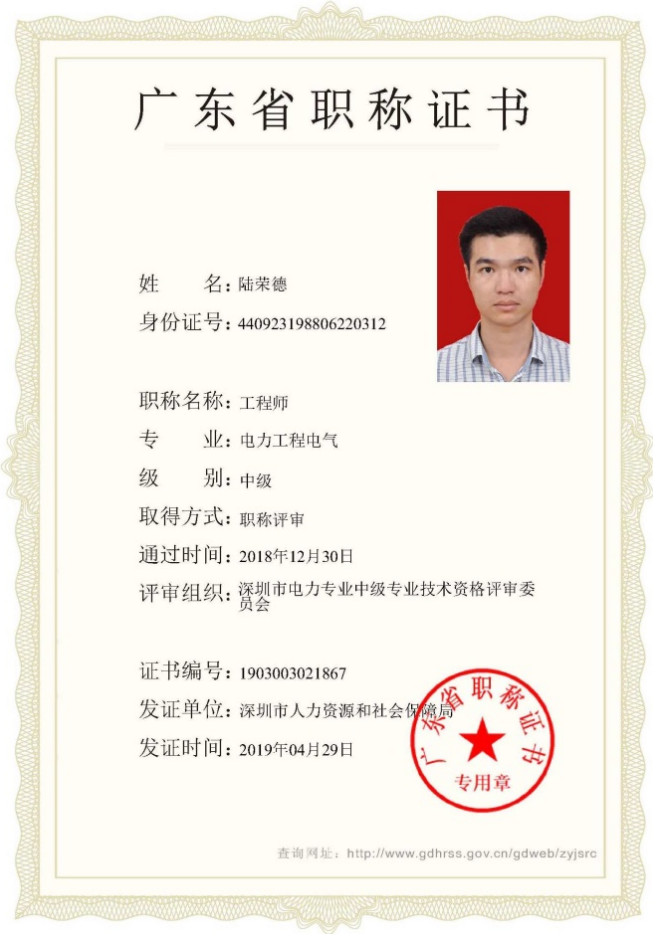 广东省职称证书
姓 名：陆荣德
身份证号：440923198806220312
职称名称：工程师
专 业：电力工程电气
级 别：中级
取得方式：职称评审
通过时间：2018年12月30日
评审组织：深圳市电力专业中级专业技术资格评审委
员会
证书编号：1903003021867
发证单位：深圳市人力资源和社会保障局
发证时间：2019年04月29日
广东省职称证书
专用章
查询网址：http://www.gdhrss.gov.cn/gdweb/zyjsrc